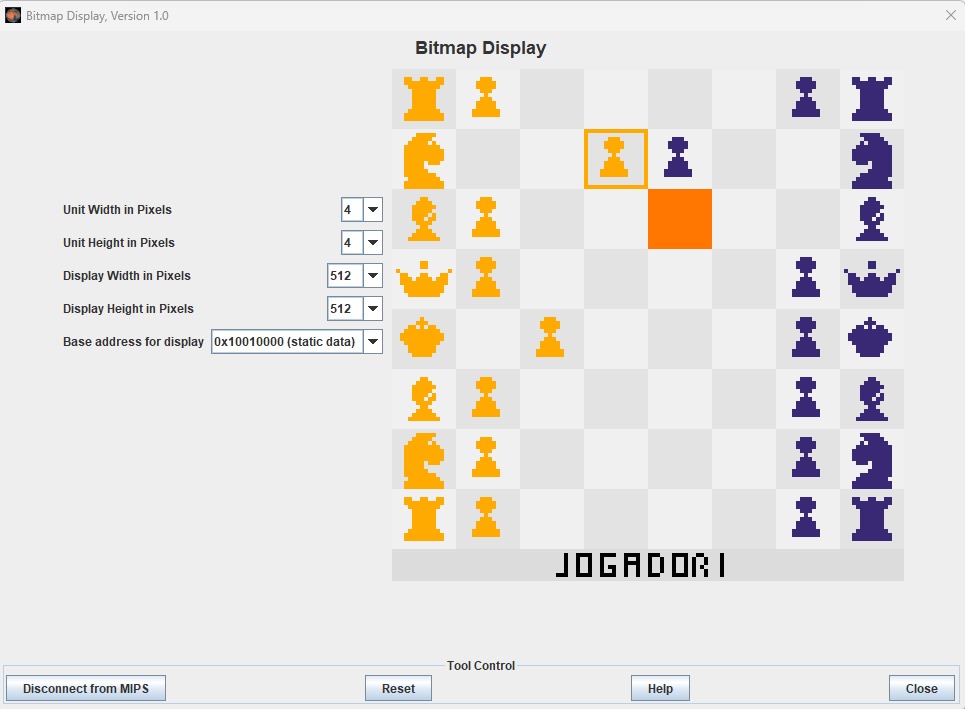 Bitmap Display, Version 1.0
Bitmap Display
Unit Width in Pixels 4
Unit Height in Pixels 4
Display Width in Pixels 512
Display Height in Pixels 512
Base address for display 0x10010000 (static data)
JOGADOR I
Tool Control
Disconnect from MIPS
Reset
Help
Close